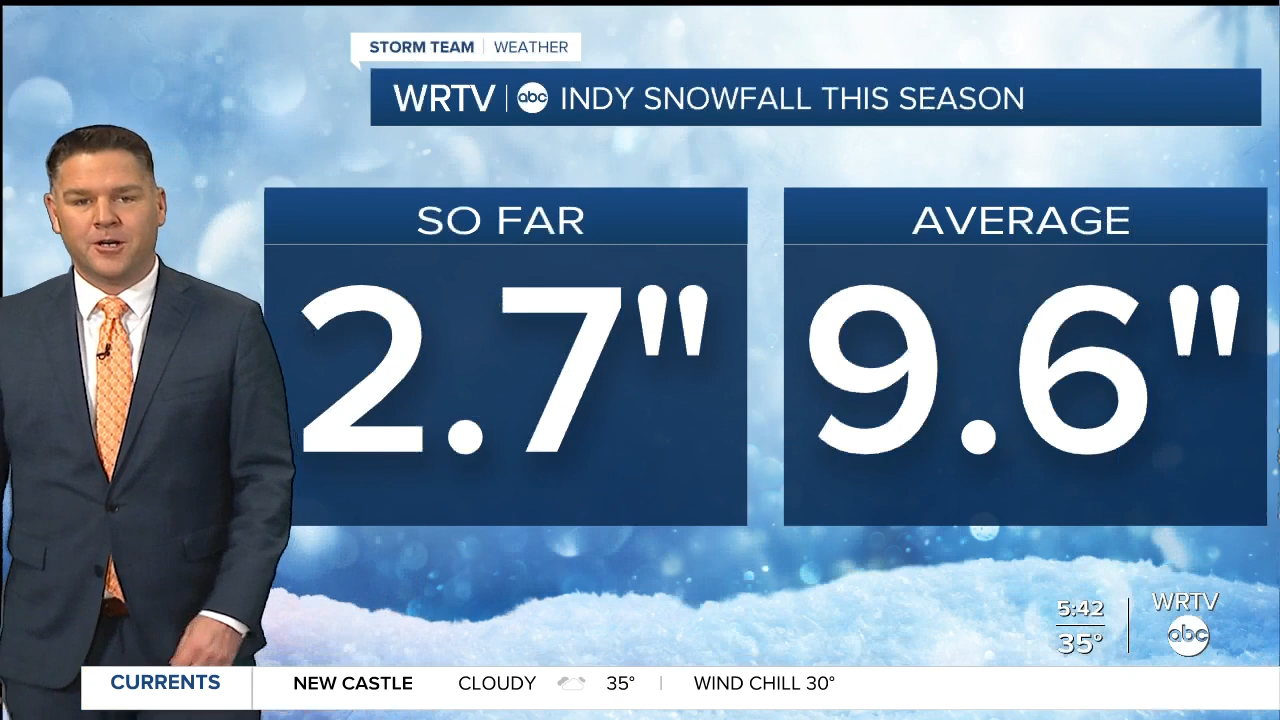 STORM TEAM | WEATHER
WRTV | abc INDY SNOWFALL THIS SEASON
SO FAR
2.7"
AVERAGE
9.6"
5:42
35°
WRTV
abc
CURRENTS
NEW CASTLE CLOUDY 35° | WIND CHILL 30°